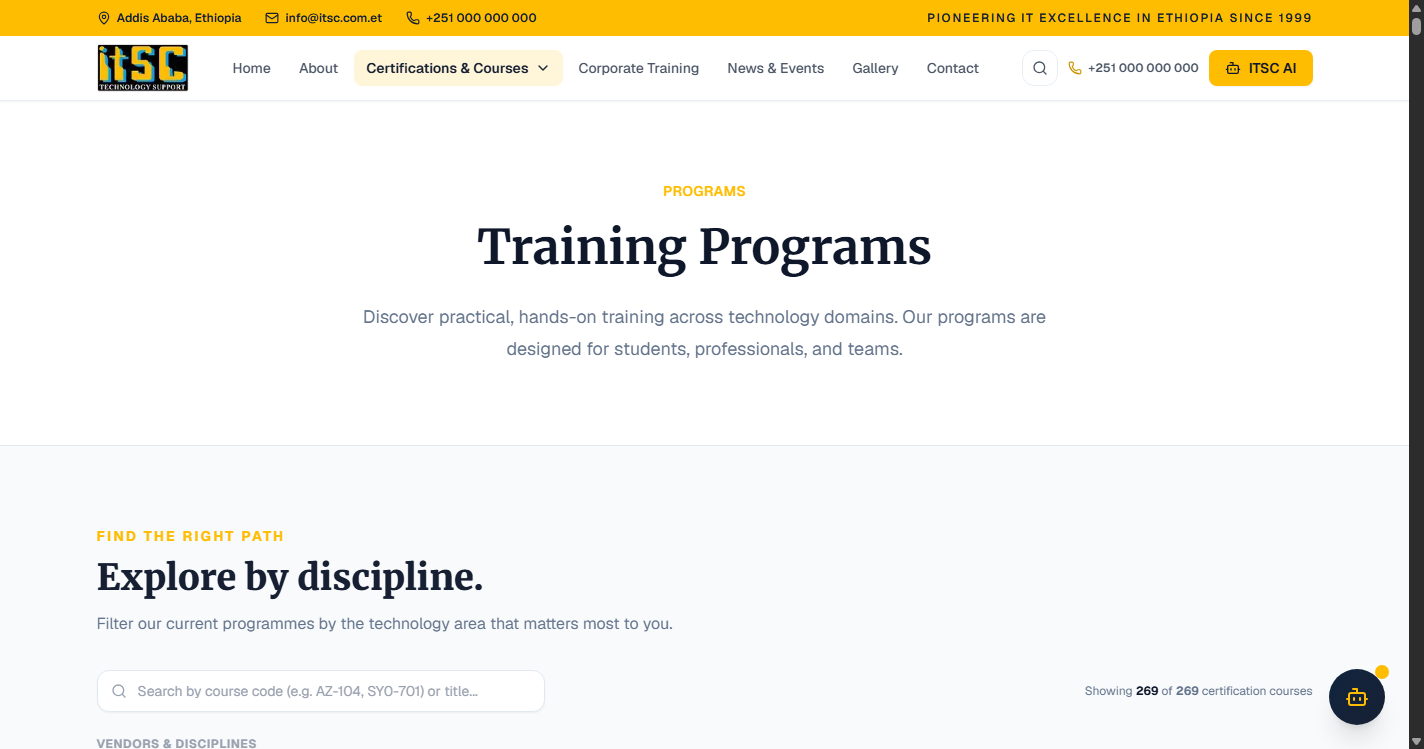 Addis Ababa, Ethiopia info@itsc.com.et +251 000 000 000 PIONEERING IT EXCELLENCE IN ETHIOPIA SINCE 1999
itSC
TECHNOLOGY SUPPORT
Home About Certifications & Courses Corporate Training News & Events Gallery Contact +251 000 000 000 ITSC AI
PROGRAMS
Training Programs
Discover practical, hands-on training across technology domains. Our programs are
designed for students, professionals, and teams.
FIND THE RIGHT PATH
Explore by discipline.
Filter our current programmes by the technology area that matters most to you.
Search by course code (e.g. AZ-104, SY0-701) or title...
Showing 269 of 269 certification courses
VENDORS & DISCIPLINES